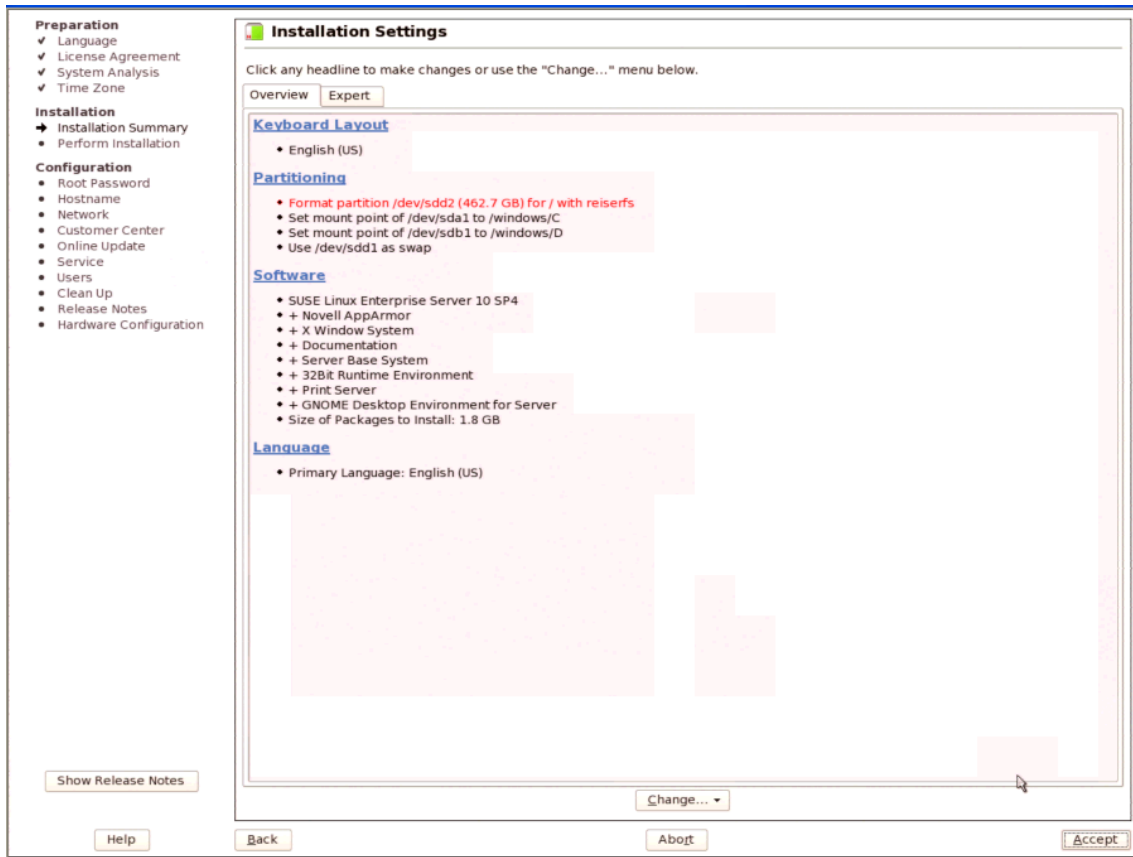 Preparation
Language
License Agreement
System Analysis
Time Zone
Installation
Installation Summary
Perform Installation
Configuration
Root Password
Hostname
Network
Customer Center
Online Update
Service
Users
Clean Up
Release Notes
Hardware Configuration
Show Release Notes
Help
Installation Settings
Click any headline to make changes or use the "Change..." menu below.
Overview
Expert
Keyboard Layout
English (US)
Partitioning
Format partition /dev/sdd2 (462.7 GB) for / with reiserfs
Set mount point of /dev/sda1 to /windows/C
Set mount point of /dev/sdb1 to /windows/D
Use /dev/sdd1 as swap
Software
SUSE Linux Enterprise Server 10 SP4
+ Novell AppArmor
+ X Window System
+ Documentation
+ Server Base System
+ 32Bit Runtime Environment
+ Print Server
+ GNOME Desktop Environment for Server
Size of Packages to Install: 1.8 GB
Language
Primary Language: English (US)
Change...
Back
Abort
Accept